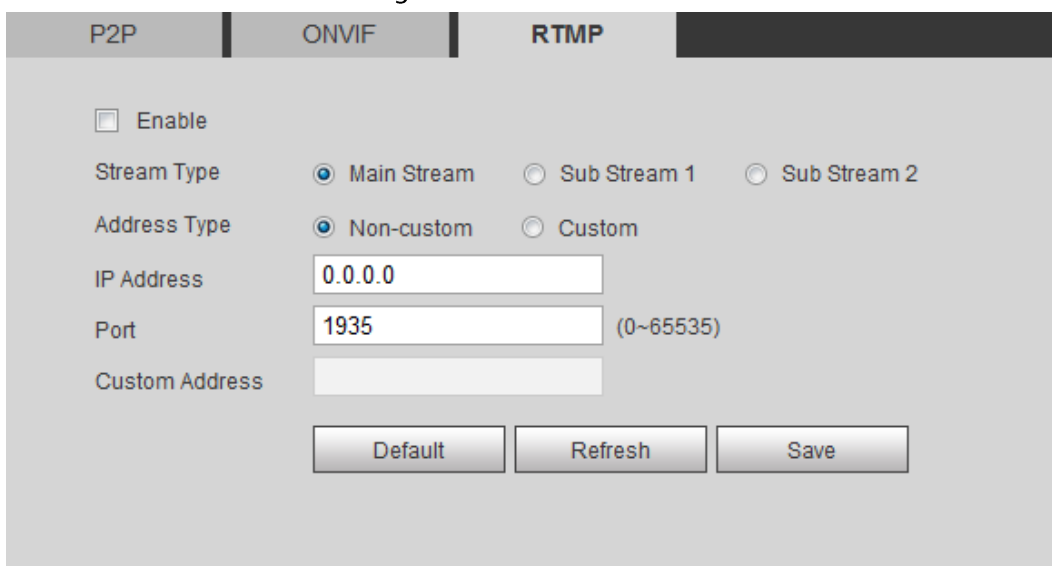 P2P ONVIF RTMP
Enable
Stream Type Main Stream Sub Stream 1 Sub Stream 2
Address Type Non-custom Custom
IP Address 0.0.0.0
Port 1935 (0~65535)
Custom Address
Default Refresh Save